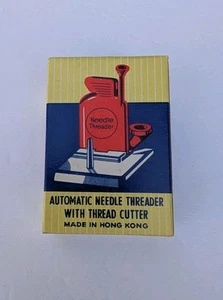 Needle
Threader
AUTOMATIC NEEDLE THREADER
WITH THREAD CUTTER
MADE IN HONG KONG